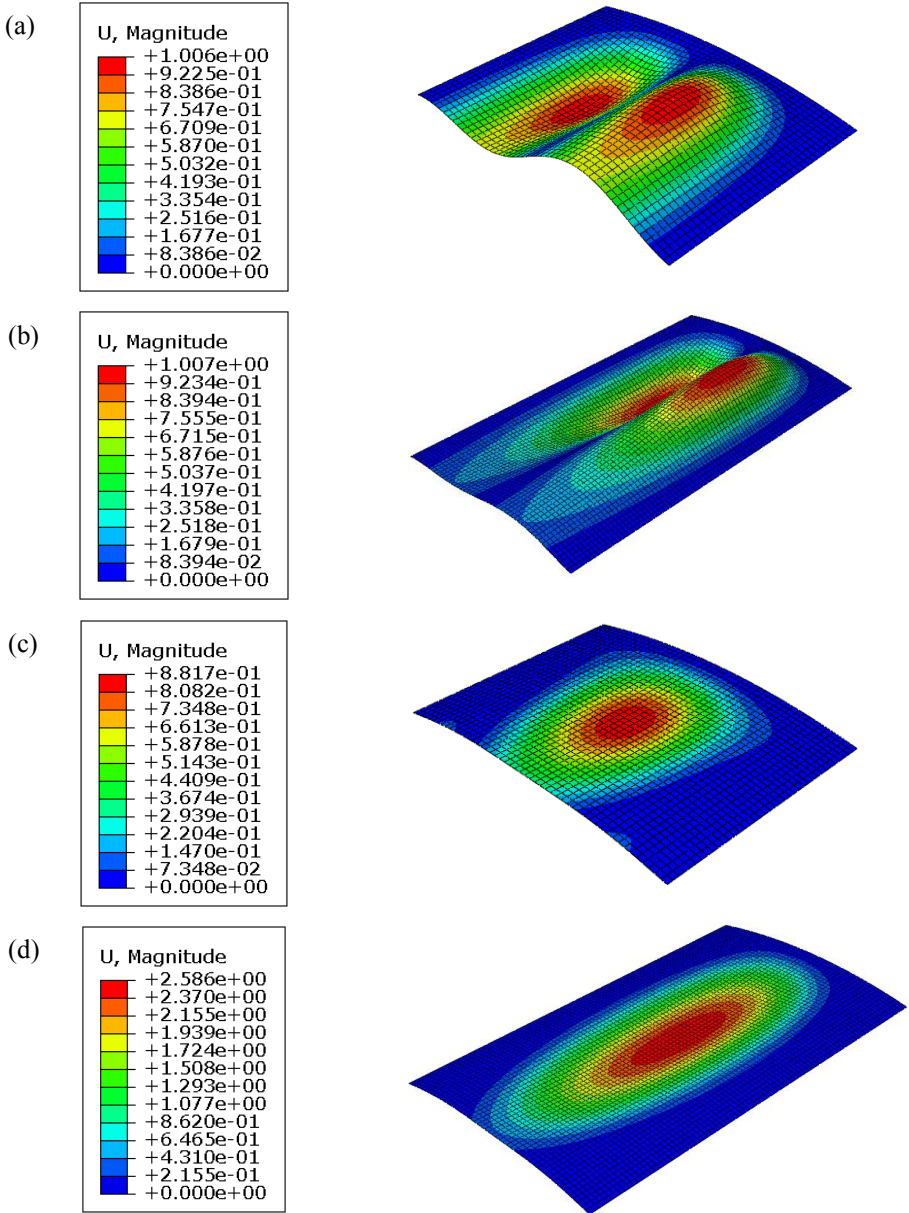 (a)
U, Magnitude
+1.006e+00
+9.225e-01
+8.386e-01
+7.547e-01
+6.709e-01
+5.870e-01
+5.032e-01
+4.193e-01
+3.354e-01
+2.516e-01
+1.677e-01
+8.386e-02
+0.000e+00
(b)
U, Magnitude
+1.007e+00
+9.234e-01
+8.394e-01
+7.555e-01
+6.715e-01
+5.876e-01
+5.037e-01
+4.197e-01
+3.358e-01
+2.518e-01
+1.679e-01
+8.394e-02
+0.000e+00
(c)
U, Magnitude
+8.817e-01
+8.082e-01
+7.348e-01
+6.613e-01
+5.878e-01
+5.143e-01
+4.409e-01
+3.674e-01
+2.939e-01
+2.204e-01
+1.470e-01
+7.348e-02
+0.000e+00
(d)
U, Magnitude
+2.586e+00
+2.370e+00
+2.155e+00
+1.939e+00
+1.724e+00
+1.508e+00
+1.293e+00
+1.077e+00
+8.620e-01
+6.465e-01
+4.310e-01
+2.155e-01
+0.000e+00